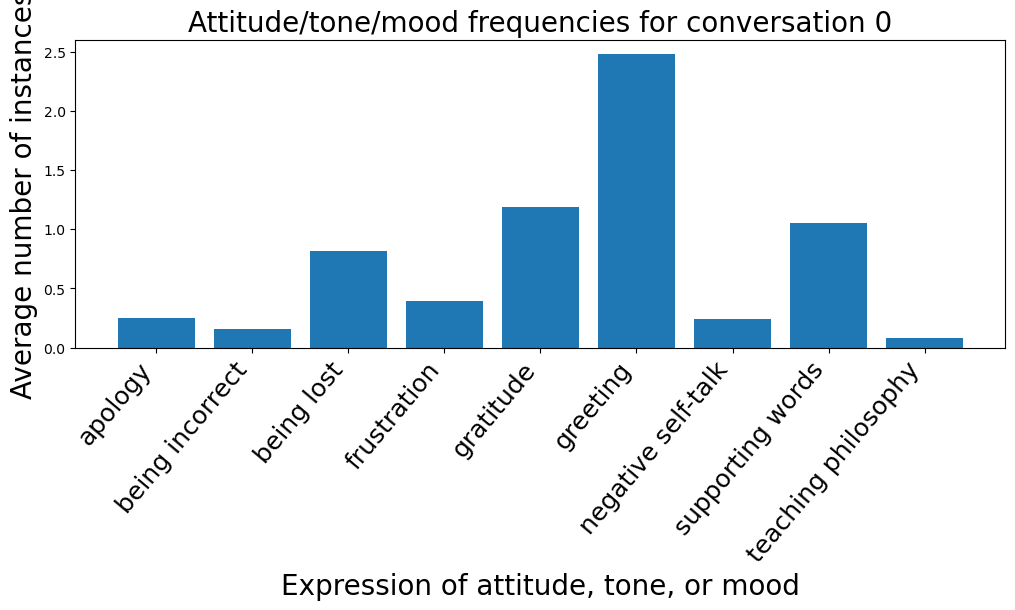 Attitude/tone/mood frequencies for conversation 0
Average number of instances
2.5
2.0
1.5
1.0
0.5
0.0
apology
being incorrect
being lost
frustration
gratitude
greeting
negative self-talk
supporting words
teaching philosophy
Expression of attitude, tone, or mood